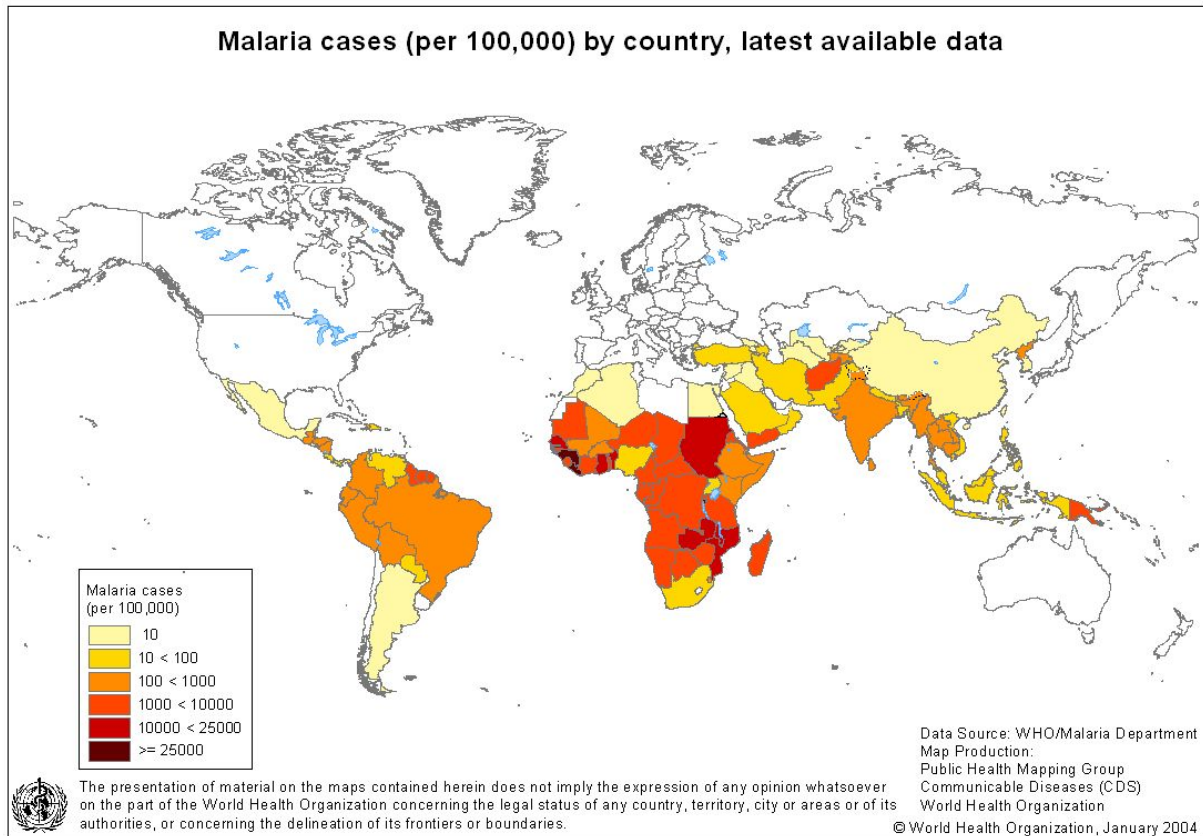 Malaria cases (per 100,000) by country, latest available data
Malaria cases
(per 100,000)
10
10 < 100
100 < 1000
1000 < 10000
10000 < 25000
>= 25000
Data Source: WHO/Malaria Department
Map Production:
Public Health Mapping Group
Communicable Diseases (CDS)
World Health Organization
© World Health Organization, January 2004
The presentation of material on the maps contained herein does not imply the expression of any opinion whatsoever
on the part of the World Health Organization concerning the legal status of any country, territory, city or areas or of its
authorities, or concerning the delineation of its frontiers or boundaries.